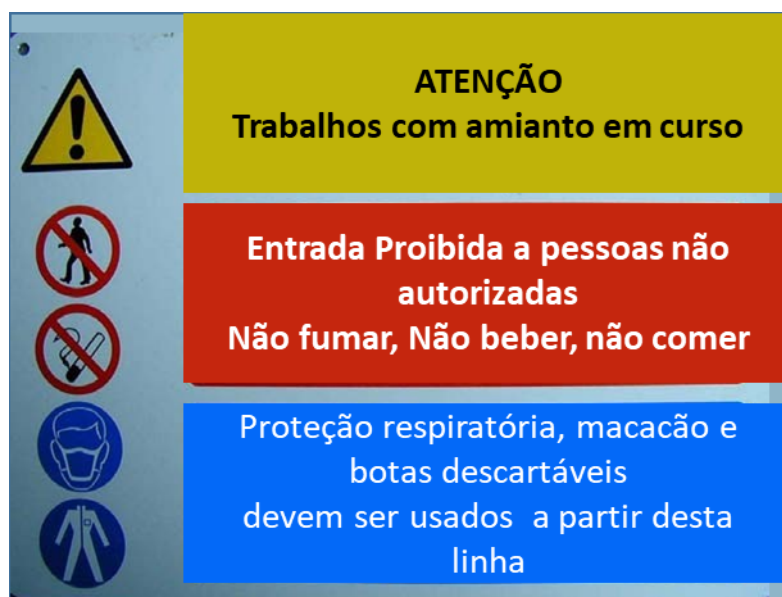 ATENÇÃO
Trabalhos com amianto em curso
Entrada Proibida a pessoas não
autorizadas
Não fumar, Não beber, não comer
Proteção respiratória, macacão e
botas descartáveis
devem ser usados  a partir desta
linha